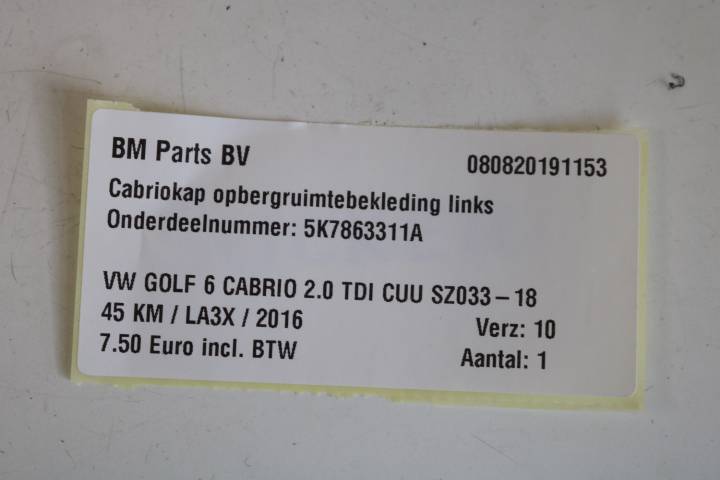 BM Parts BV 080820191153
Cabriokap opbergruimtebekleding links
Onderdeelnummer: 5K7863311A
VW GOLF 6 CABRIO 2.0 TDI CUU SZ033-18
45 KM / LA3X / 2016 Verz: 10
7.50 Euro incl. BTW Aantal: 1